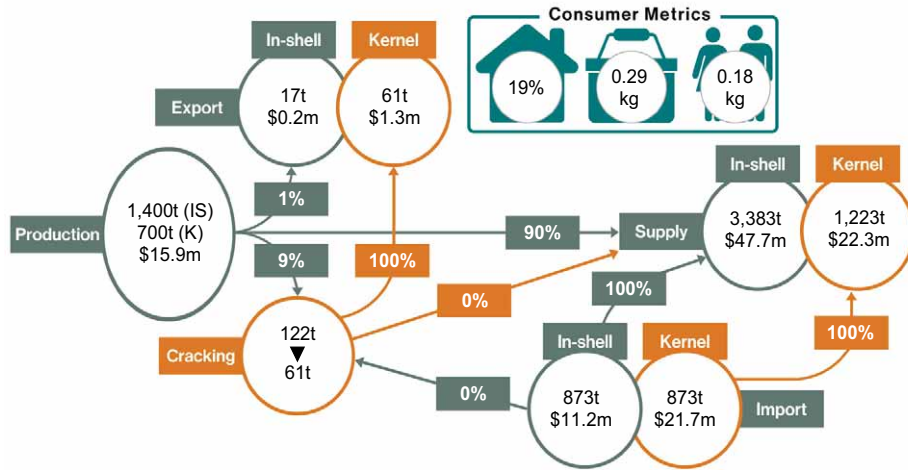 Consumer Metrics
19%
0.29
kg
0.18
kg
In-shell
Kernel
Export
17t
$0.2m
61t
$1.3m
Production
1,400t (IS)
700t (K)
$15.9m
1%
9%
90%
100%
0%
Supply
In-shell
Kernel
3,383t
$47.7m
1,223t
$22.3m
100%
100%
Cracking
122t
▼
61t
0%
In-shell
Kernel
873t
$11.2m
873t
$21.7m
Import